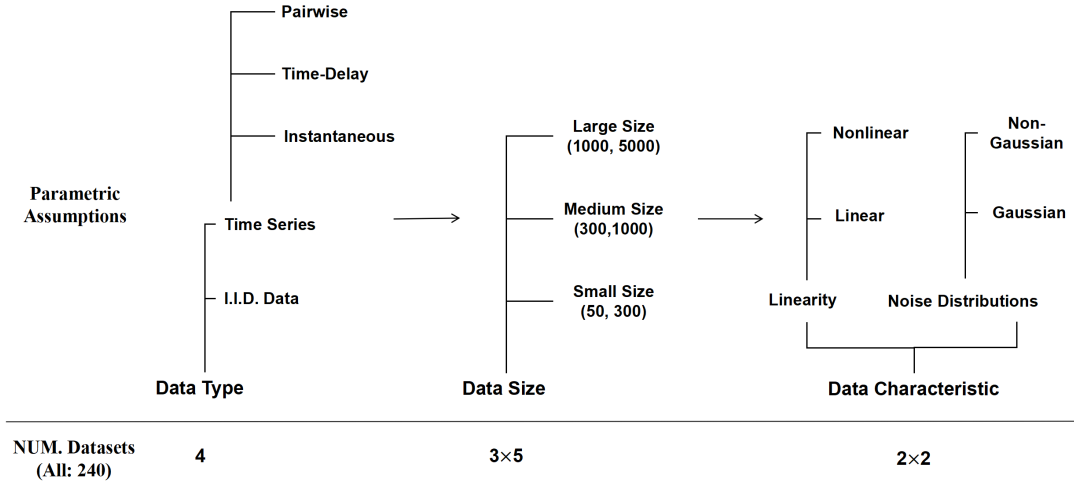 Pairwise
Time-Delay
Instantaneous
Parametric
Assumptions
Time Series
I.I.D. Data
Data Type
Large Size
(1000, 5000)
Medium Size
(300,1000)
Small Size
(50, 300)
Data Size
Nonlinear
Linear
Linearity
Non-
Gaussian
Gaussian
Noise Distributions
Data Characteristic
NUM. Datasets
(All: 240)
4
3×5
2×2